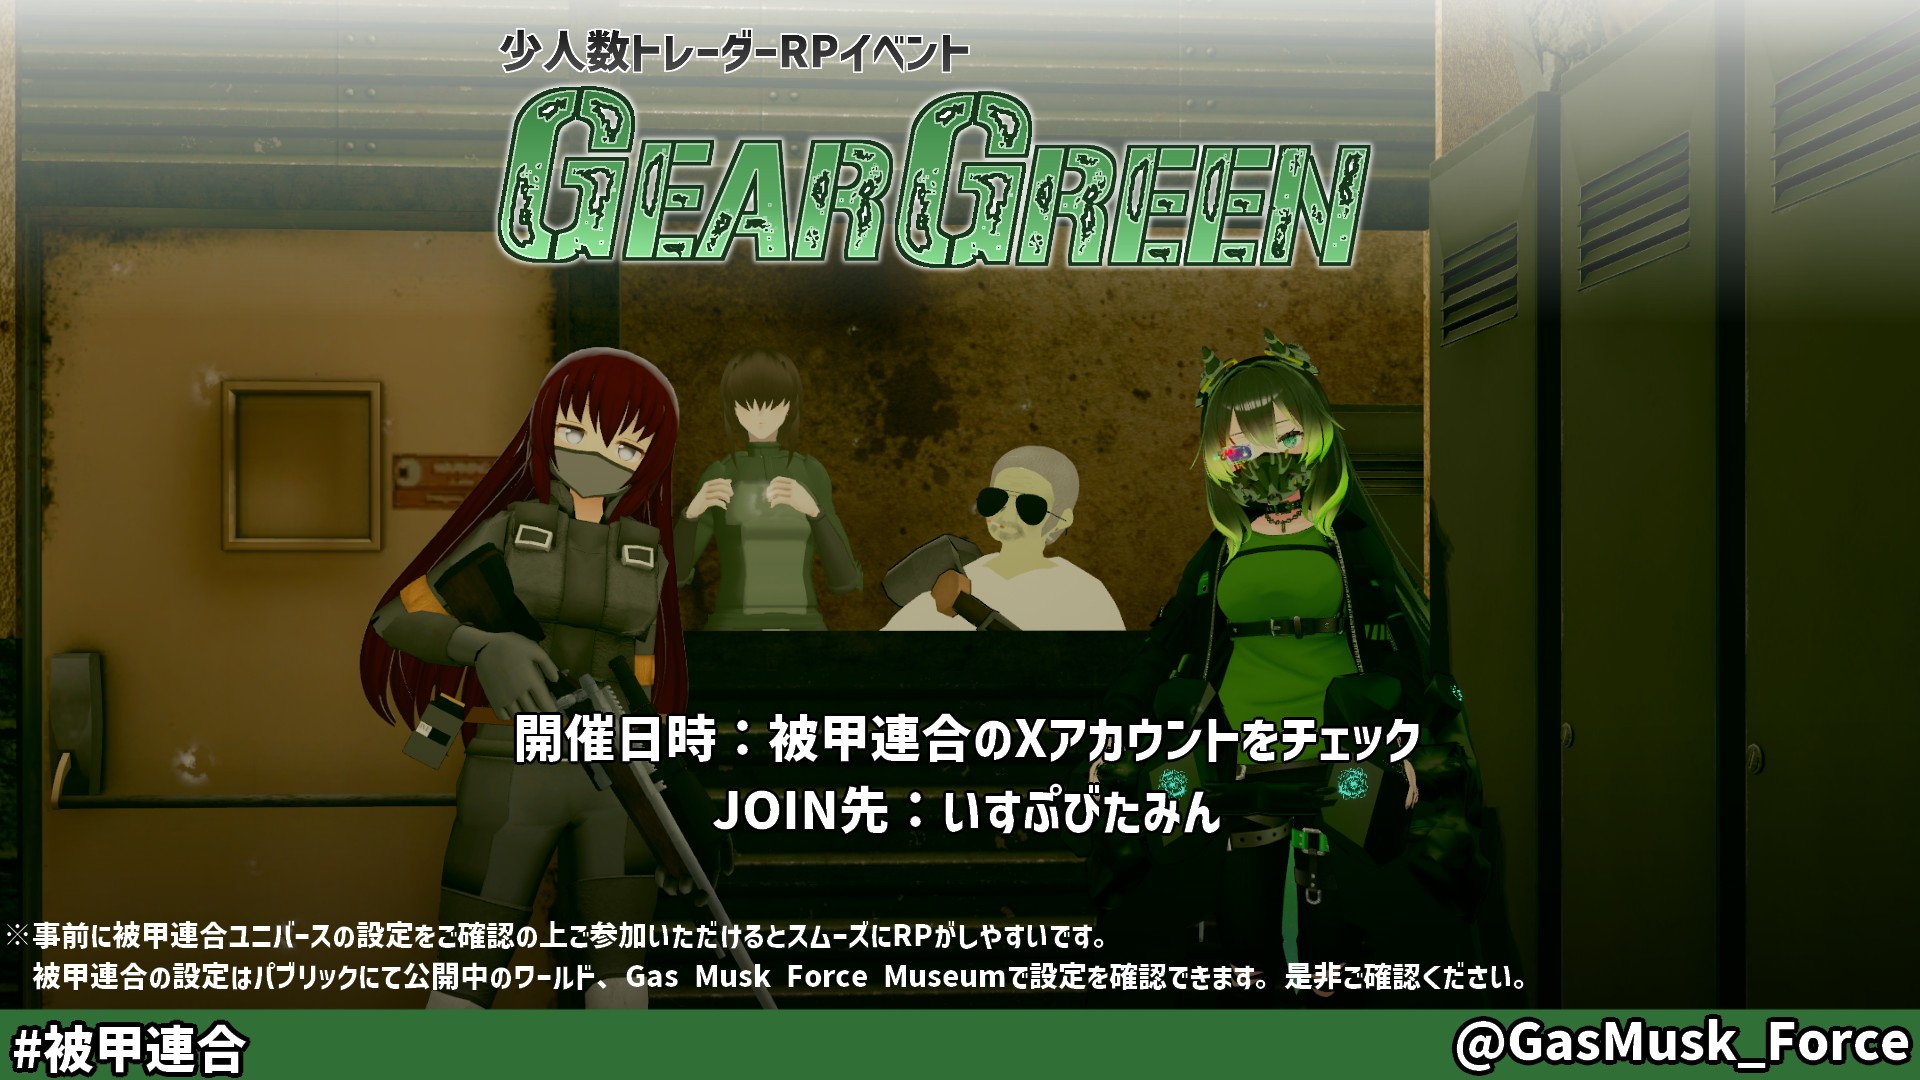 少人数トレーダーRPイベント
GEARGREEN
開催日時：被甲連合のXアカウントをチェック
JOIN先：いすぷびたみん
※事前に被甲連合ユニバースの設定をご確認の上ご参加いただけるとスムーズにRPがしやすいです。
被甲連合の設定はパブリックにて公開中のワールド、Gas Musk Force Museumで設定を確認できます。是非ご確認ください。
#被甲連合
@GasMusk_Force